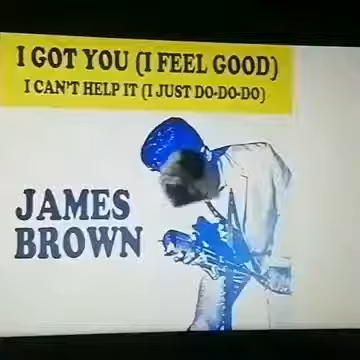 I GOT YOU (I FEEL GOOD)
I CAN'T HELP IT (I JUST DO-DO-DO)
JAMES
BROWN